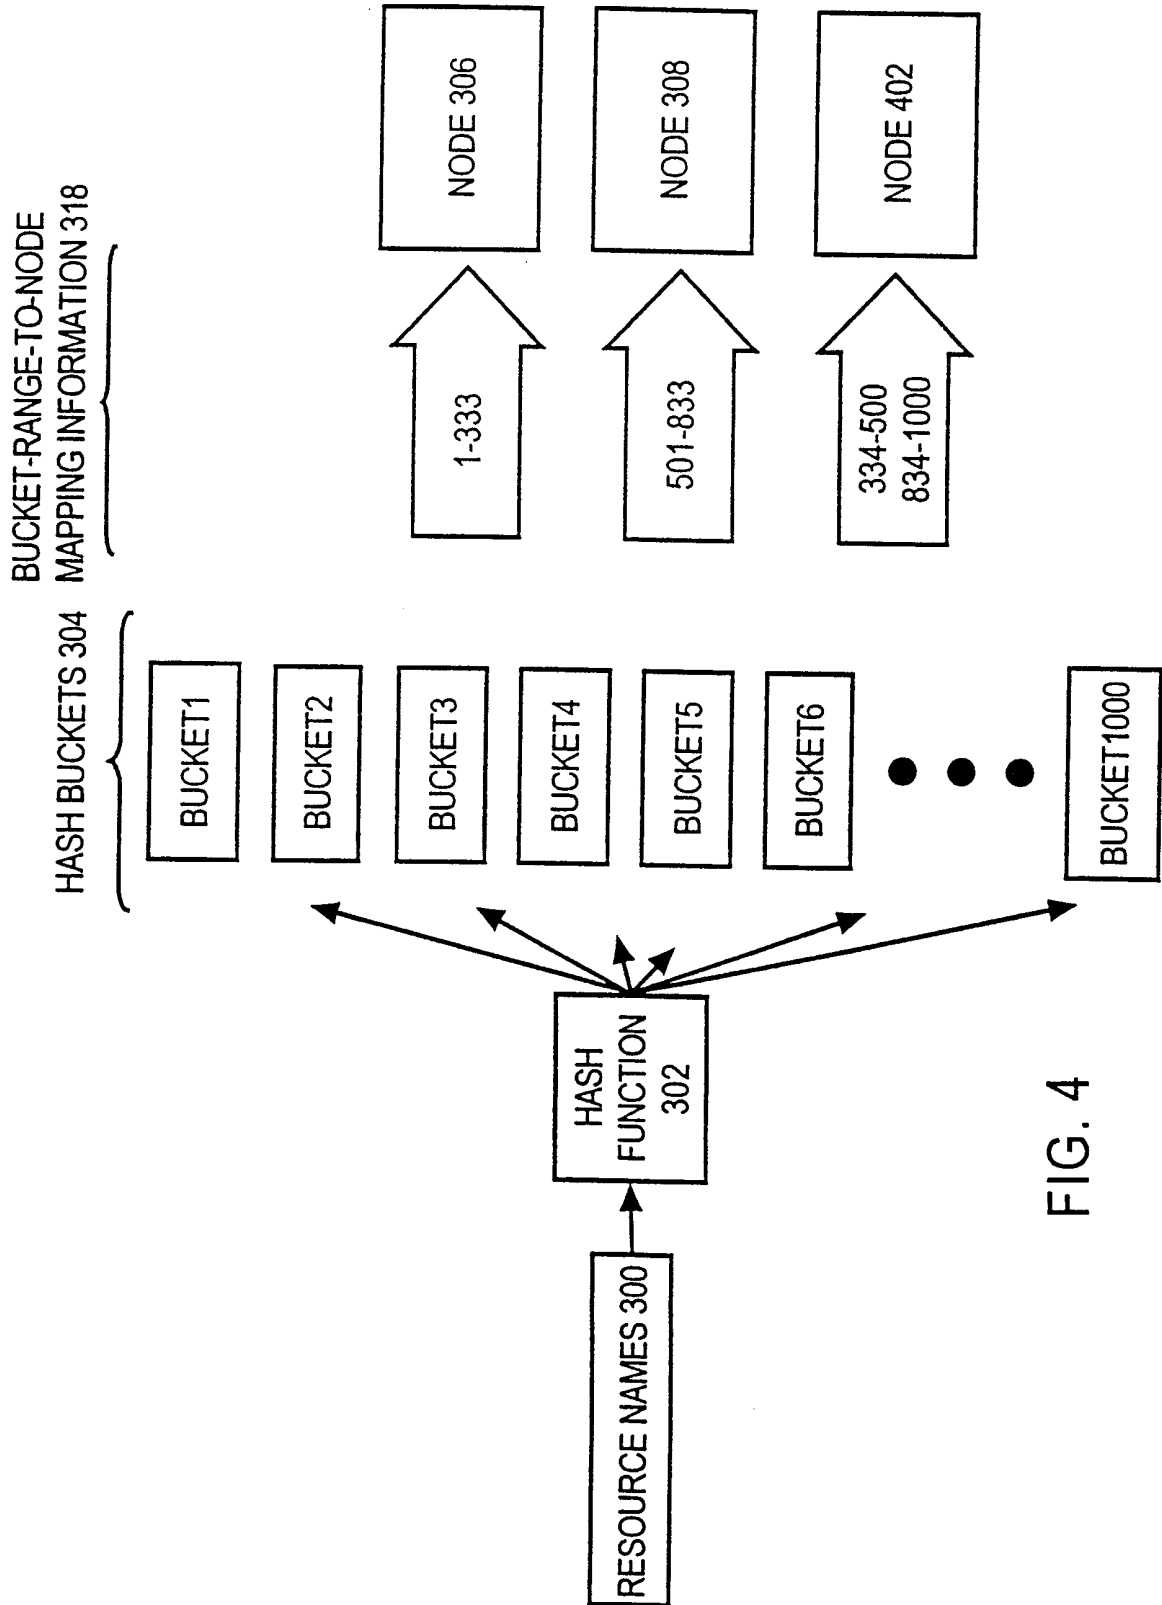 BUCKET-RANGE-TO-NODE
MAPPING INFORMATION 318
HASH BUCKETS 304
RESOURCE NAMES 300
HASH
FUNCTION
302
BUCKET1
BUCKET2
BUCKET3
BUCKET4
BUCKET5
BUCKET6
BUCKET1000
1-333
NODE 306
501-833
NODE 308
334-500
834-1000
NODE 402
FIG. 4